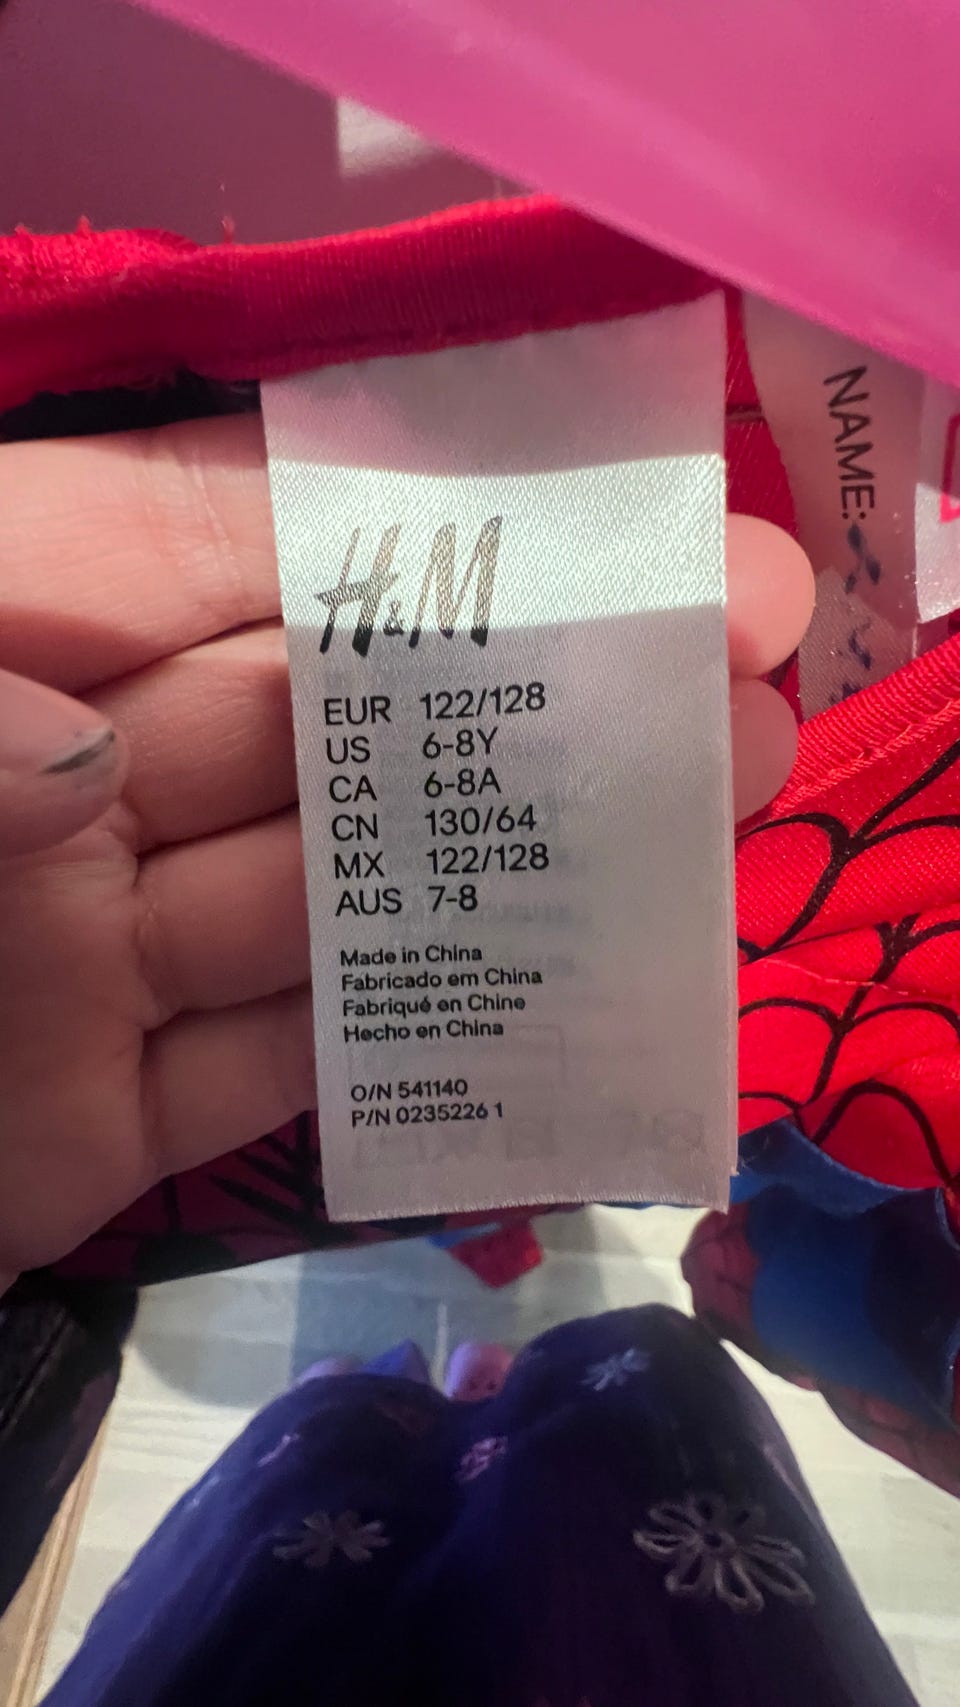 H&M
EUR 122/128
US 6-8Y
CA 6-8A
CN 130/64
MX 122/128
AUS 7-8
Made in China
Fabricado em China
Fabriqué en Chine
Hecho en China
O/N 541140
P/N 0235226 1
NAME: